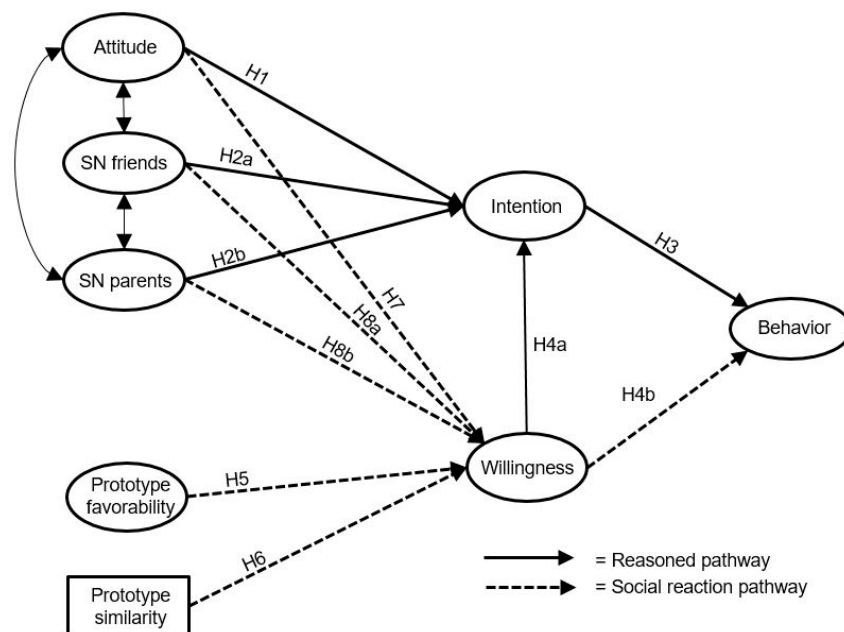 Attitude
H1
SN friends
H2a
Intention
SN parents
H2b
H3
H7
H8a
H8b
Behavior
H4a
H4b
Willingness
Prototype
favorability
H5
H6
Prototype
similarity
= Reasoned pathway
= Social reaction pathway